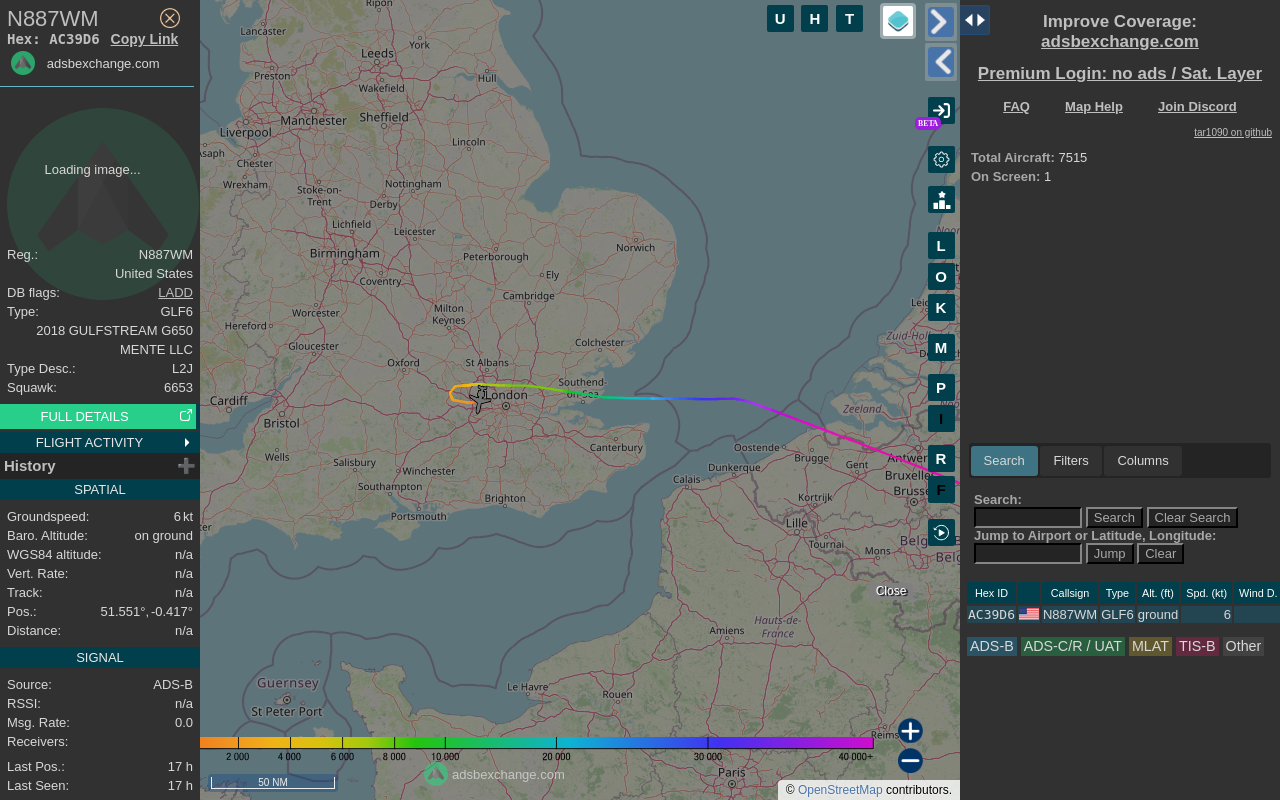 N887WM
Hex: AC39D6 Copy Link
adsbexchange.com
Loading image...
Reg.: N887WM
United States
DB flags: LADD
Type: GLF6
2018 GULFSTREAM G650
MENTE LLC
Type Desc.: L2J
Squawk: 6653
FULL DETAILS
FLIGHT ACTIVITY
History
SPATIAL
Groundspeed: 6 kt
Baro. Altitude: on ground
WGS84 altitude: n/a
Vert. Rate: n/a
Track: n/a
Pos.: 51.551°, -0.417°
Distance: n/a
SIGNAL
Source: ADS-B
RSSI: n/a
Msg. Rate: 0.0
Receivers:
Last Pos.: 17 h
Last Seen: 17 h
U H T
BETA
L
O
K
M
P
I
R
F
Ripon
Lancaster
York
Leeds
Preston
Hull
Wakefield
Manchester
Sheffield
Liverpool
Lincoln
Chester
Wrexham
Stoke-on-
Trent
Nottingham
Derby
Lichfield
Leicester
Norwich
Birmingham
Peterborough
Ely
Coventry
Cambridge
Worcester
Milton
Keynes
Hereford
Gloucester
Colchester
Oxford
St Albans
Southend-
on-Sea
London
Cardiff
Bristol
Canterbury
Wells
Salisbury
Winchester
Southampton
Brighton
Portsmouth
Zeeland
Oostende
Brugge
Dunkerque
Gent
Calais
Kortrijk
Lille
Tournai
Mons
Close
Hauts-de-
France
Amiens
Guernsey
St Peter Port
Le Havre
Rouen
Reims
Paris
2 000 4 000 6 000 8 000 10 000 20 000 30 000 40 000+
adsbexchange.com
50 NM
© OpenStreetMap contributors.
Improve Coverage:
adsbexchange.com
Premium Login: no ads / Sat. Layer
FAQ Map Help Join Discord
tar1090 on github
Total Aircraft: 7515
On Screen: 1
Search Filters Columns
Search:
Search Clear Search
Jump to Airport or Latitude, Longitude:
Jump Clear
Hex ID Callsign Type Alt. (ft) Spd. (kt) Wind D.
AC39D6 N887WM GLF6 ground 6
ADS-B ADS-C/R / UAT MLAT TIS-B Other